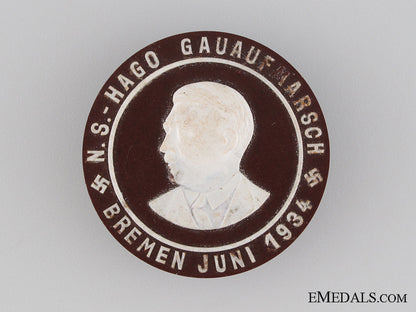 N.S.-HAGO GAUAUFMARSCH
BREMEN JUNI 1934
EMEDALS.COM